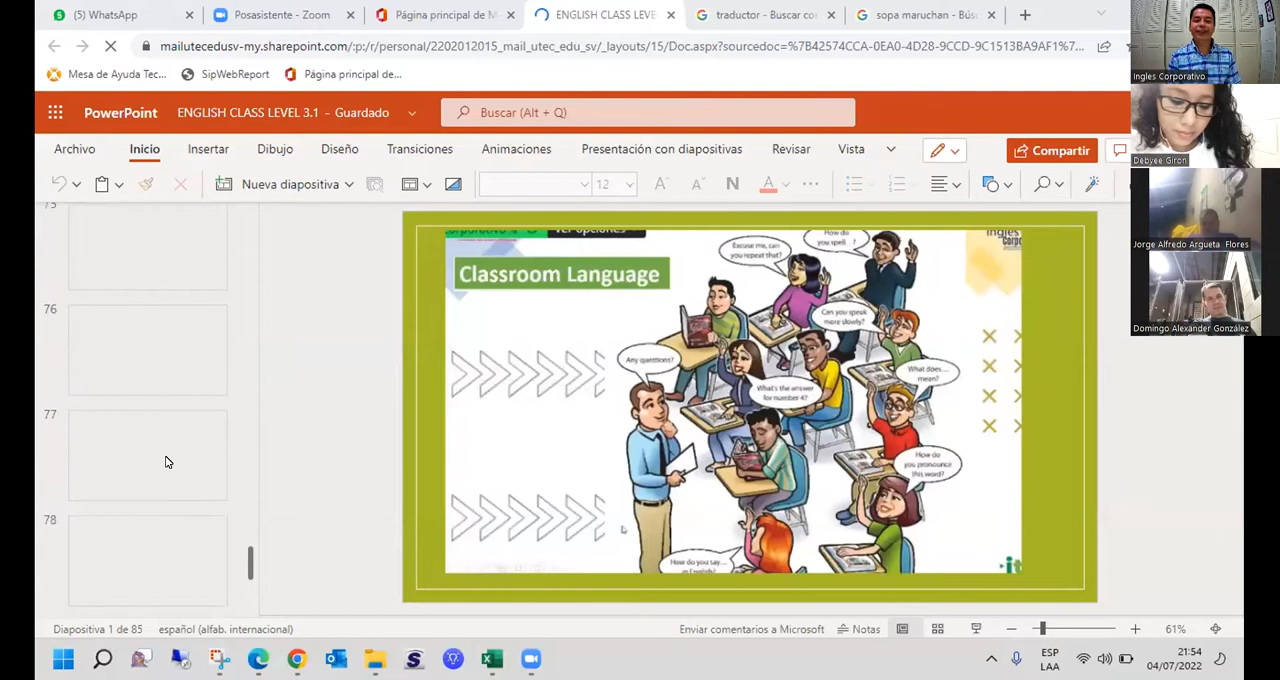 (5) WhatsApp
Posasistente - Zoom
Página principal de M
ENGLISH CLASS LEVE
traductor - Buscar co
sopa maruchan - Bús
mailutecedusv-my.sharepoint.com/:p:/r/personal/2202012015_mail_utec_edu_sv/_layouts/15/Doc.aspx?sourcedoc=%7B42574CCA-0EA0-4D28-9CCD-9C1513BA9AF1%7...
Mesa de Ayuda Tec...
SipWebReport
Página principal de...
PowerPoint
ENGLISH CLASS LEVEL 3.1 - Guardado
Buscar (Alt + Q)
Archivo
Inicio
Insertar
Dibujo
Diseño
Transiciones
Animaciones
Presentación con diapositivas
Revisar
Vista
Compartir
Nueva diapositiva
12
N
75
76
77
78
Ver opciones
Classroom Language
Excuse me, can
you repeat that?
How do
you spell ?
Can you speak
more slowly?
Any questions?
What's the answer
for number 4?
What does...
mean?
How do
you pronounce
this word?
How do you say...
in English?
Ingles
Corpo
Ingles Corporativo
Debyee Giron
Jorge Alfredo Argueta Flores
Domingo Alexander González
Diapositiva 1 de 85
español (alfab. internacional)
Enviar comentarios a Microsoft
Notas
61%
ESP
LAA
21:54
04/07/2022